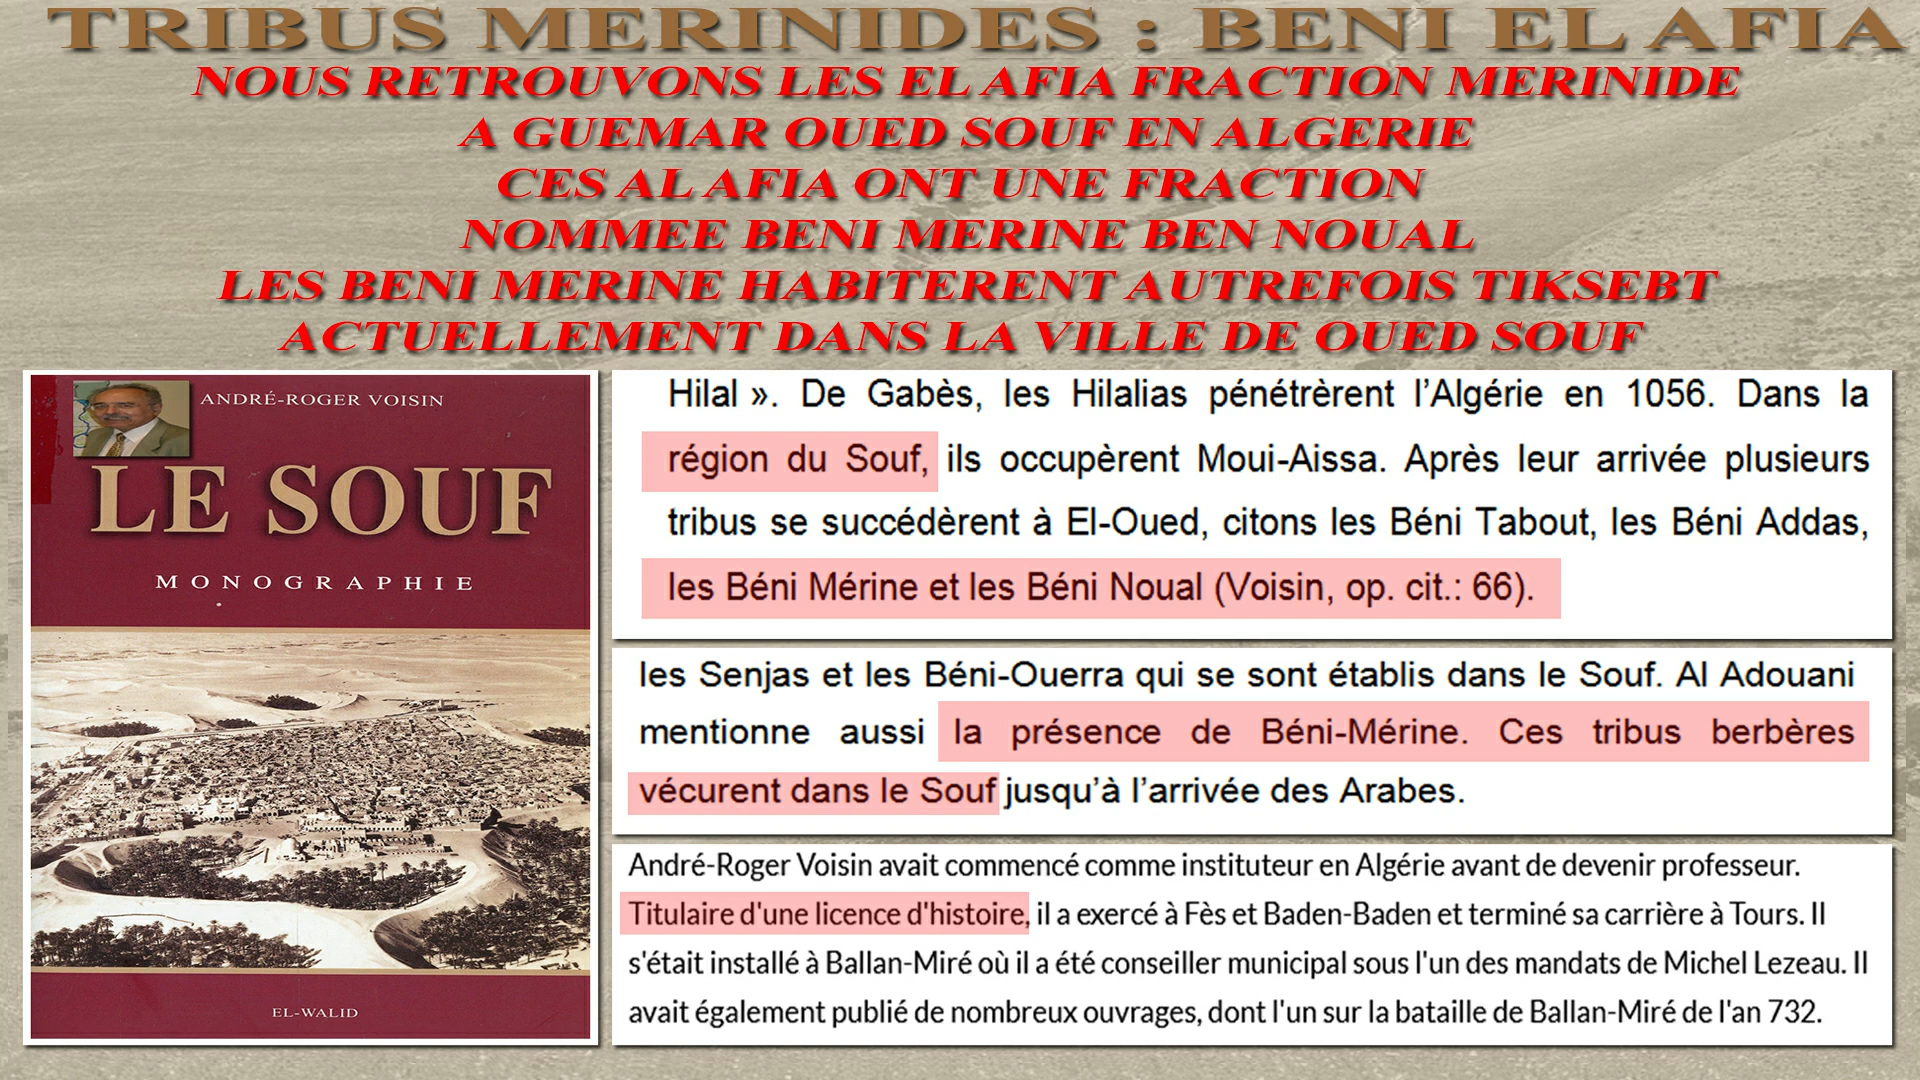 TRIBUS MERINIDES : BENI EL AFIA
NOUS RETROUVONS LES EL AFIA FRACTION MERINIDE
A GUEMAR OUED SOUF EN ALGERIE
CES AL AFIA ONT UNE FRACTION
NOMMEE BENI MERINE BEN NOUAL
LES BENI MERINE HABITERENT AUTREFOIS TIKSEBT
ACTUELLEMENT DANS LA VILLE DE OUED SOUF
ANDRÉ-ROGER VOISIN
LE SOUF
MONOGRAPHIE
EL-WALID
Hilal ». De Gabès, les Hilalias pénétrèrent l'Algérie en 1056. Dans la
région du Souf, ils occupèrent Moui-Aissa. Après leur arrivée plusieurs
tribus se succédèrent à El-Oued, citons les Béni Tabout, les Béni Addas,
les Béni Mérine et les Béni Noual (Voisin, op. cit.: 66).
les Senjas et les Béni-Ouerra qui se sont établis dans le Souf. Al Adouani
mentionne aussi la présence de Béni-Mérine. Ces tribus berbères
vécurent dans le Souf jusqu'à l'arrivée des Arabes.
André-Roger Voisin avait commencé comme instituteur en Algérie avant de devenir professeur.
Titulaire d'une licence d'histoire, il a exercé à Fès et Baden-Baden et terminé sa carrière à Tours. Il
s'était installé à Ballan-Miré où il a été conseiller municipal sous l'un des mandats de Michel Lezeau. Il
avait également publié de nombreux ouvrages, dont l'un sur la bataille de Ballan-Miré de l'an 732.